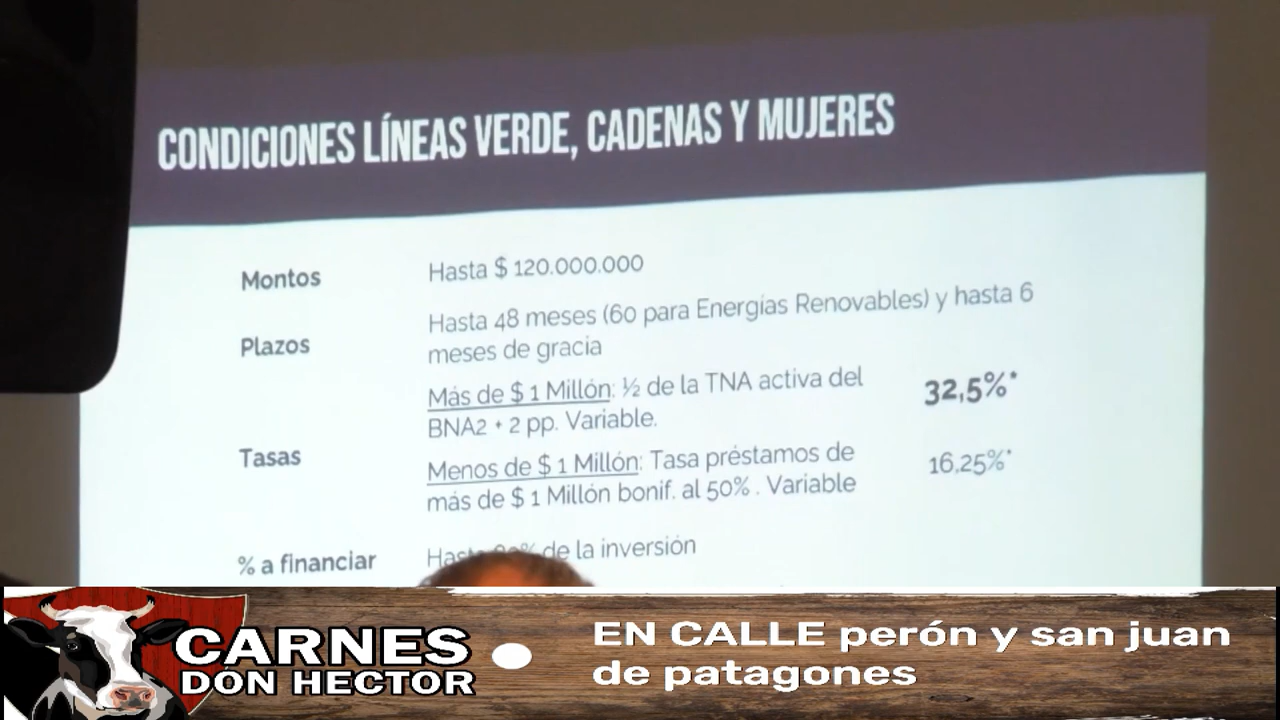 CONDICIONES LÍNEAS VERDE, CADENAS Y MUJERES
Montos
Hasta $ 120.000.000
Plazos
Hasta 48 meses (60 para Energías Renovables) y hasta 6
meses de gracia
Tasas
Más de $ 1 Millón: ½ de la TNA activa del
BNA2 + 2 pp. Variable.
32,5%*
Menos de $ 1 Millón: Tasa préstamos de
más de $ 1 Millón bonif. al 50% . Variable
16,25%*
% a financiar
de la inversión
CARNES
DON HECTOR
EN CALLE perón y san juan
de patagones